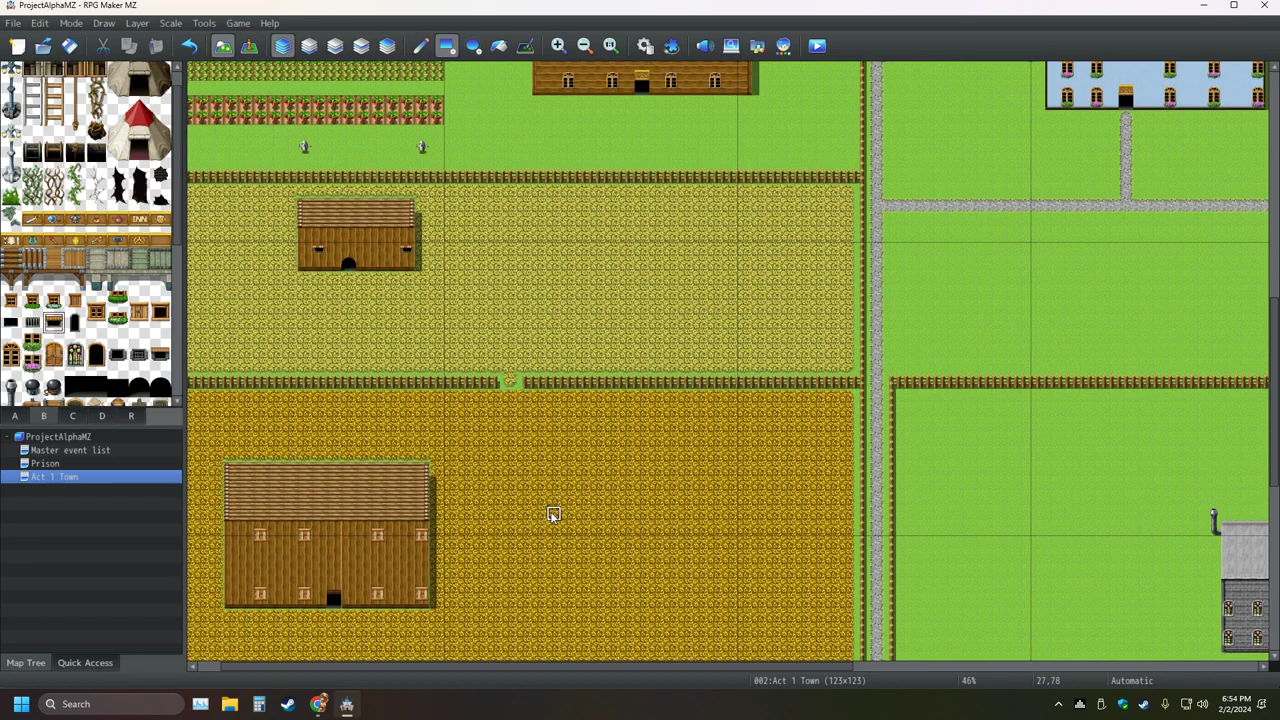 ProjectAlphaMZ - RPG Maker MZ
File Edit Mode Draw Layer Scale Tools Game Help
INN
A B C D R
ProjectAlphaMZ
Master event list
Prison
Act 1 Town
Map Tree Quick Access
002:Act 1 Town (123x123) 46% 27,78 Automatic
Search
6:54 PM
2/2/2024